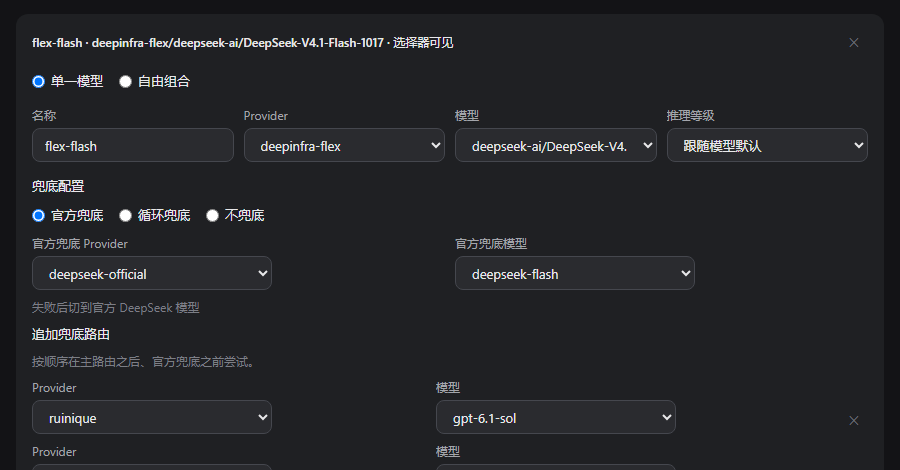 flex-flash · deepinfra-flex/deepseek-ai/DeepSeek-V4.1-Flash-1017 · 选择器可见
单一模型 自由组合
名称 Provider 模型 推理等级
flex-flash deepinfra-flex deepseek-ai/DeepSeek-V4. 跟随模型默认
兜底配置
官方兜底 循环兜底 不兜底
官方兜底 Provider 官方兜底模型
deepseek-official deepseek-flash
失败后切到官方 DeepSeek 模型
追加兜底路由
按顺序在主路由之后、官方兜底之前尝试。
Provider 模型
ruinique gpt-6.1-sol
Provider 模型